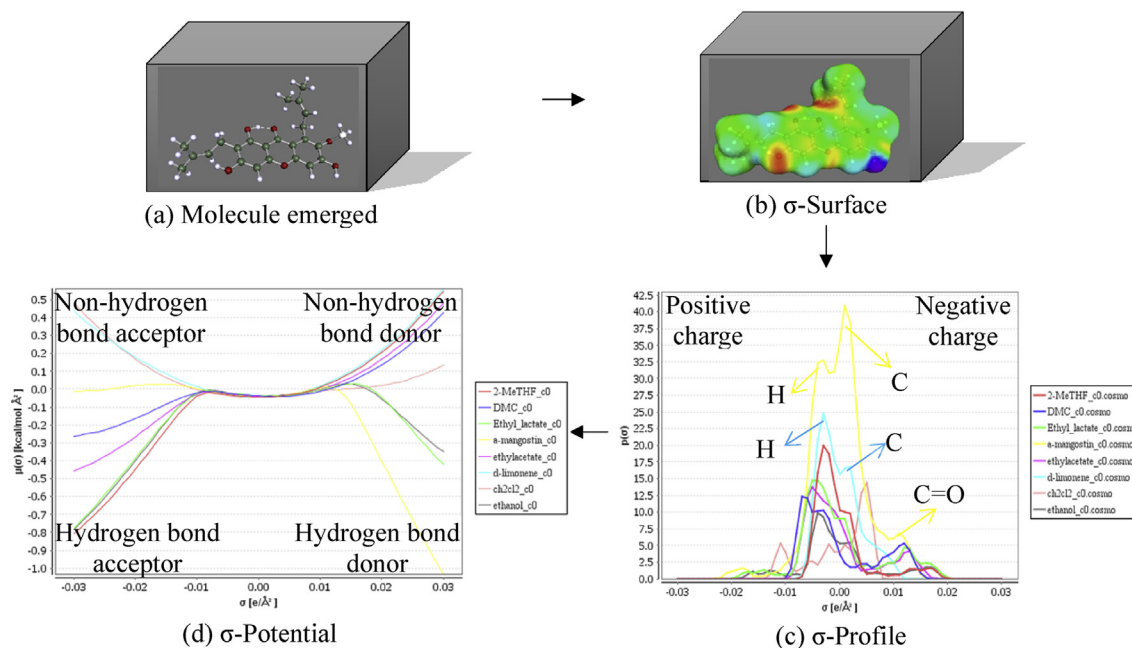 (a) Molecule emerged
(b) σ-Surface
Non-hydrogen
bond acceptor
Non-hydrogen
bond donor
Hydrogen bond
acceptor
Hydrogen bond
donor
μ(σ) [kcal/mol Å²]
0.5
0.4
0.3
0.2
0.1
0.0
-0.1
-0.2
-0.3
-0.4
-0.5
-0.6
-0.7
-0.8
-0.9
-1.0
-0.03 -0.02 -0.01 0.00 0.01 0.02 0.03
σ [e/Å²]
2-MeTHF_c0
DMC_c0
Ethyl_lactate_c0
a-mangostin_c0
ethylacetate_c0
d-limonene_c0
ch2cl2_c0
ethanol_c0
(d) σ-Potential
Positive
charge
Negative
charge
H
C
H
C
C=O
p(σ)
42.5
40.0
37.5
35.0
32.5
30.0
27.5
25.0
22.5
20.0
17.5
15.0
12.5
10.0
7.5
5.0
2.5
0.0
-0.03 -0.02 -0.01 0.00 0.01 0.02 0.03
σ [e/Å²]
2-MeTHF_c0.cosmo
DMC_c0.cosmo
Ethyl_lactate_c0.cosmo
a-mangostin_c0.cosmo
ethylacetate_c0.cosmo
d-limonene_c0.cosmo
ch2cl2_c0.cosmo
ethanol_c0.cosmo
(c) σ-Profile